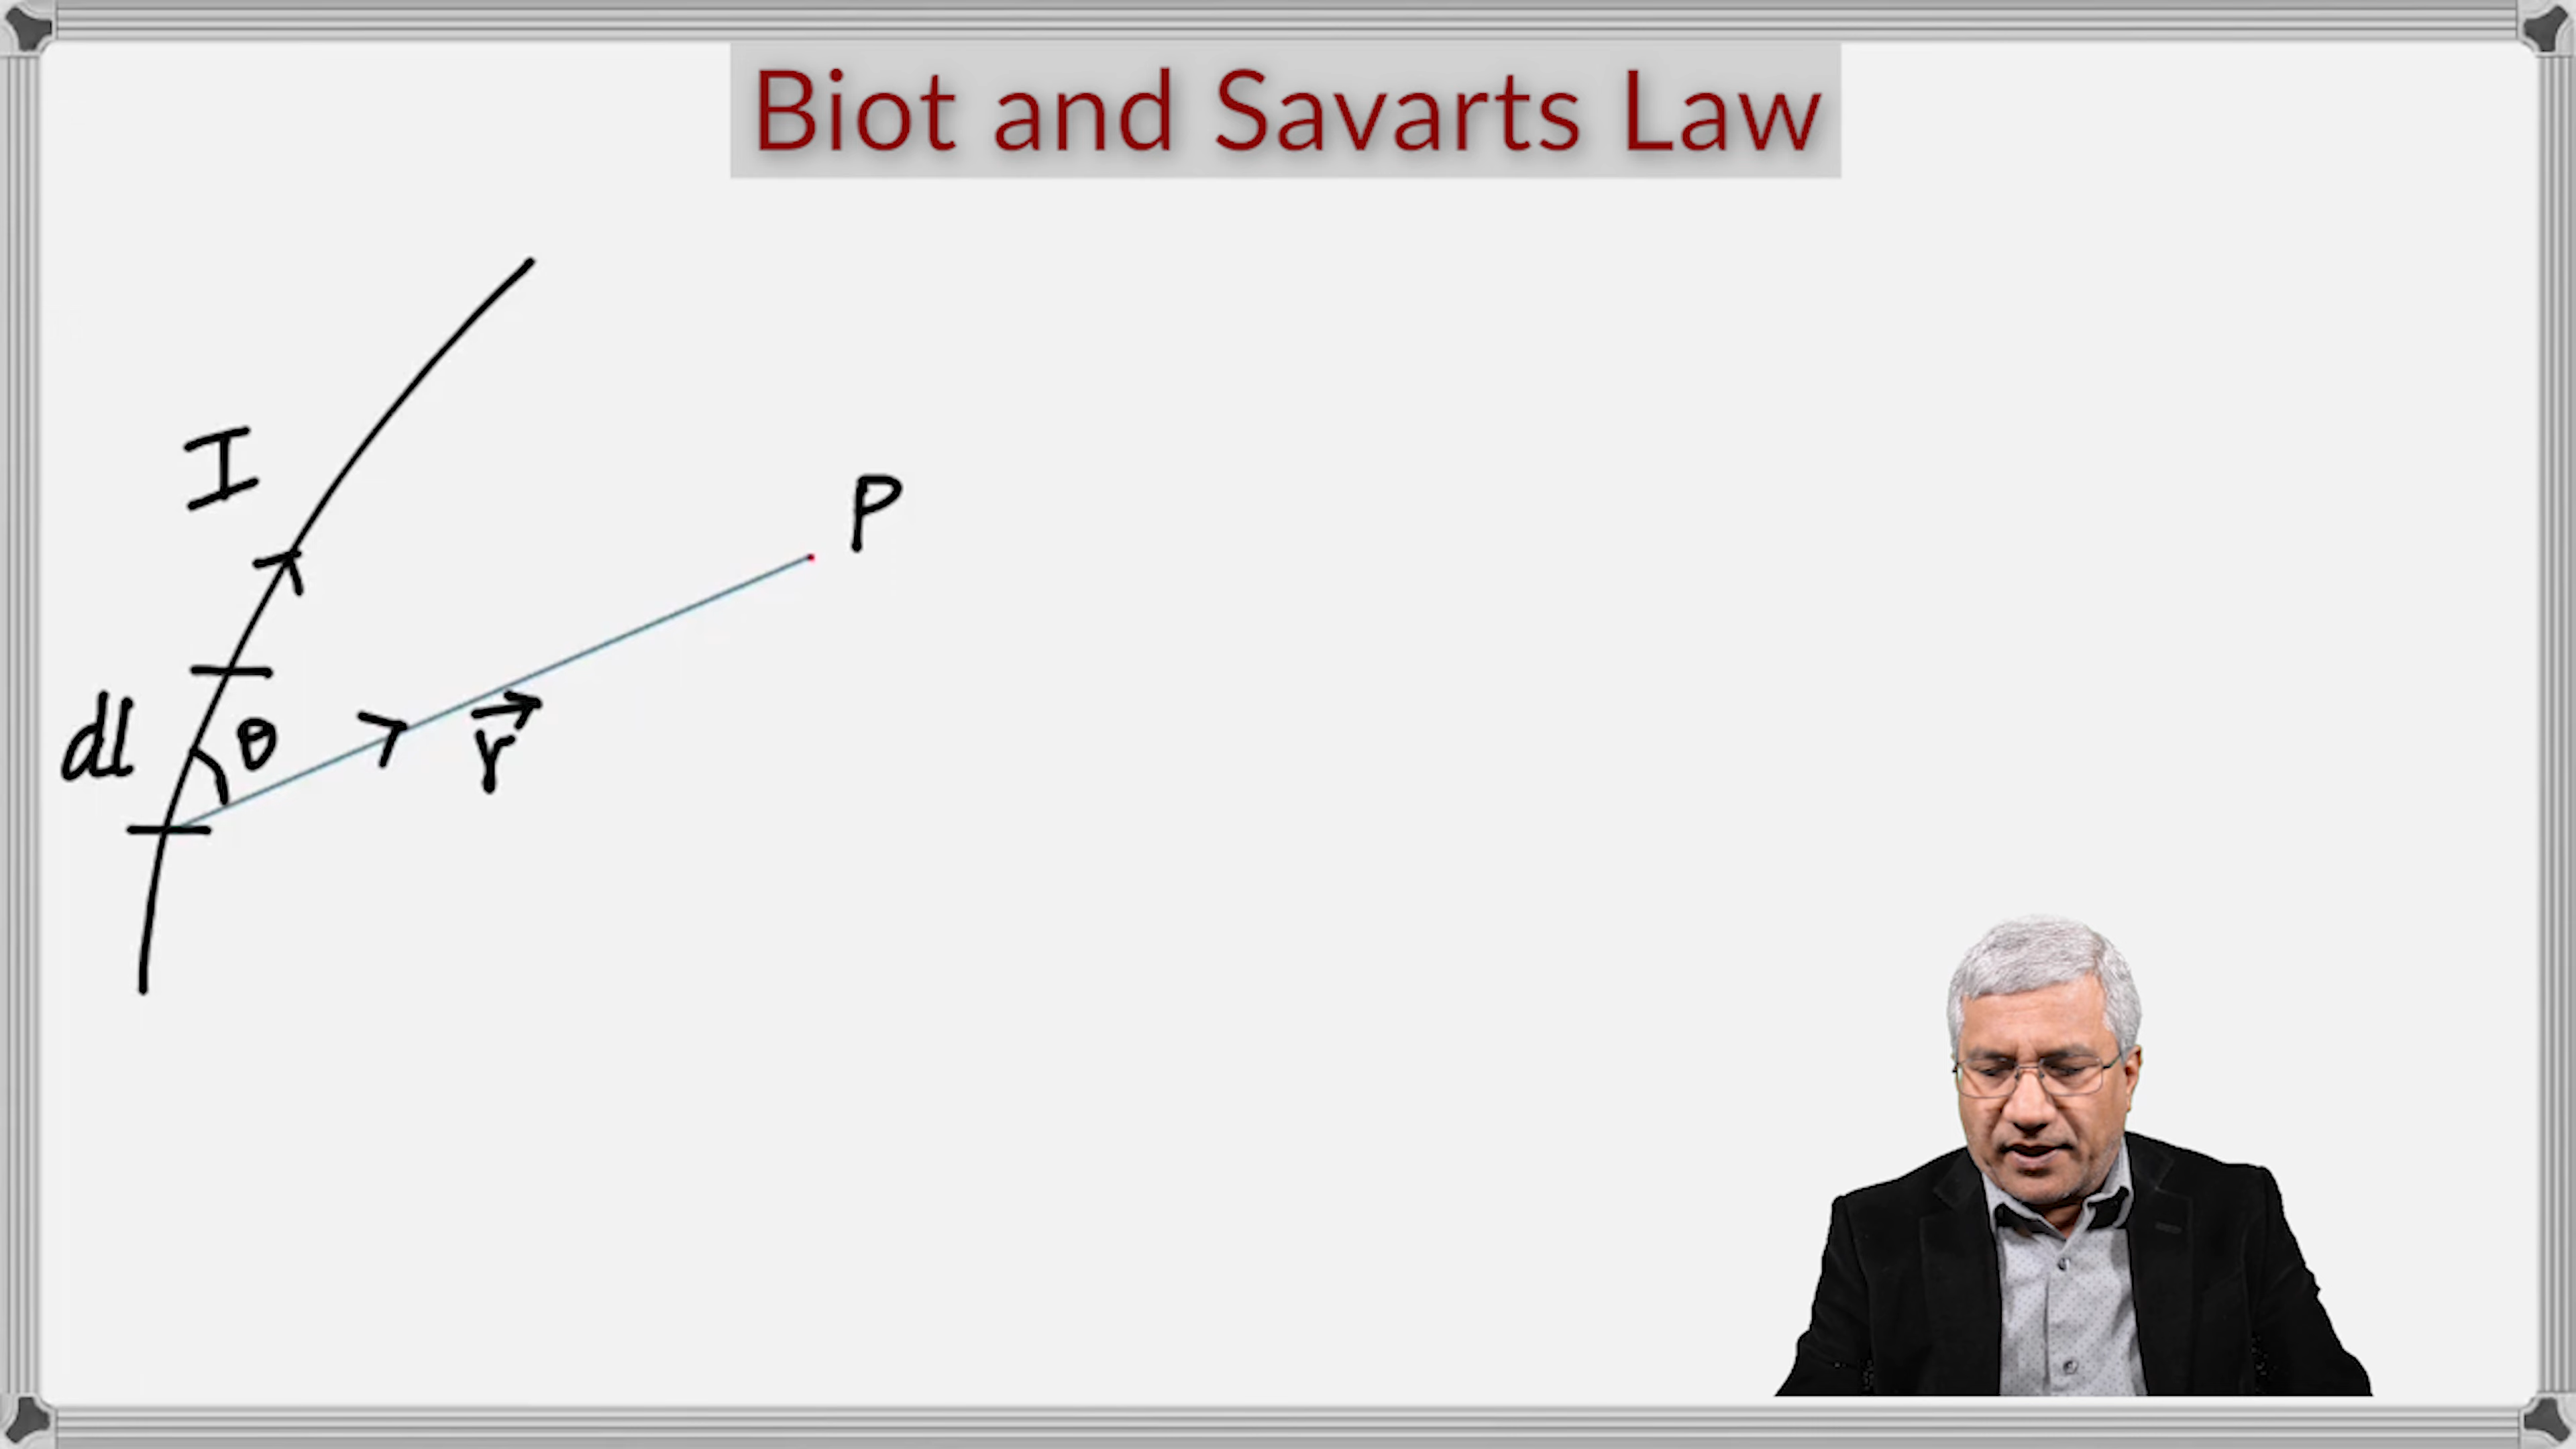 Biot and Savarts Law
I
P
dl
θ
r⃗